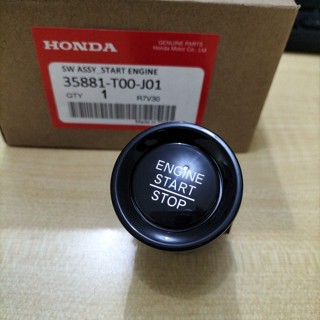 HONDA
GENUINE PARTS
Honda Motor Co., Ltd.
SW ASSY START ENGINE
35881-T00-J01
QTY 1 R7V30
ENGINE
START
STOP